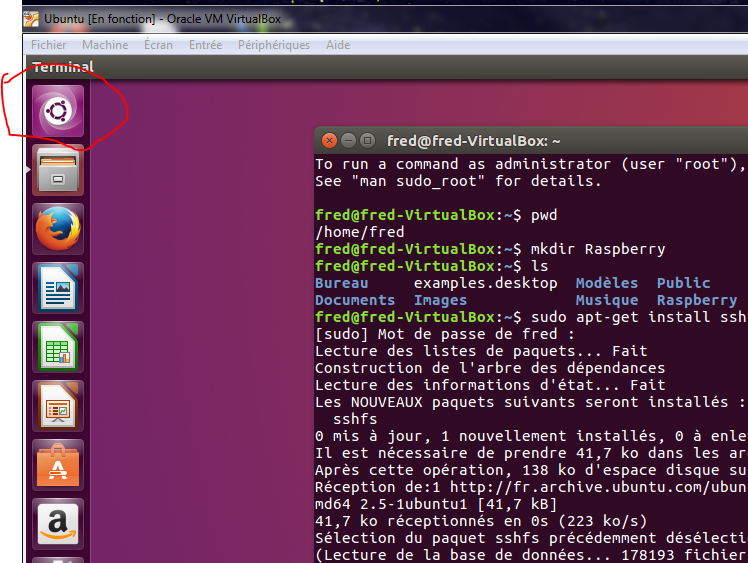 Ubuntu [En fonction] - Oracle VM VirtualBox
Fichier Machine Écran Entrée Périphériques Aide
Terminal
fred@fred-VirtualBox: ~
To run a command as administrator (user "root"),
See "man sudo_root" for details.
fred@fred-VirtualBox:~$ pwd
/home/fred
fred@fred-VirtualBox:~$ mkdir Raspberry
fred@fred-VirtualBox:~$ ls
Bureau examples.desktop Modèles Public
Documents Images Musique Raspberry
fred@fred-VirtualBox:~$ sudo apt-get install ssh
[sudo] Mot de passe de fred :
Lecture des listes de paquets... Fait
Construction de l'arbre des dépendances
Lecture des informations d'état... Fait
Les NOUVEAUX paquets suivants seront installés :
sshfs
0 mis à jour, 1 nouvellement installés, 0 à enle
Il est nécessaire de prendre 41,7 ko dans les ar
Après cette opération, 138 ko d'espace disque su
Réception de:1 http://fr.archive.ubuntu.com/ubun
md64 2.5-1ubuntu1 [41,7 kB]
41,7 ko réceptionnés en 0s (223 ko/s)
Sélection du paquet sshfs précédemment désélecti
(Lecture de la base de données... 178193 fichier